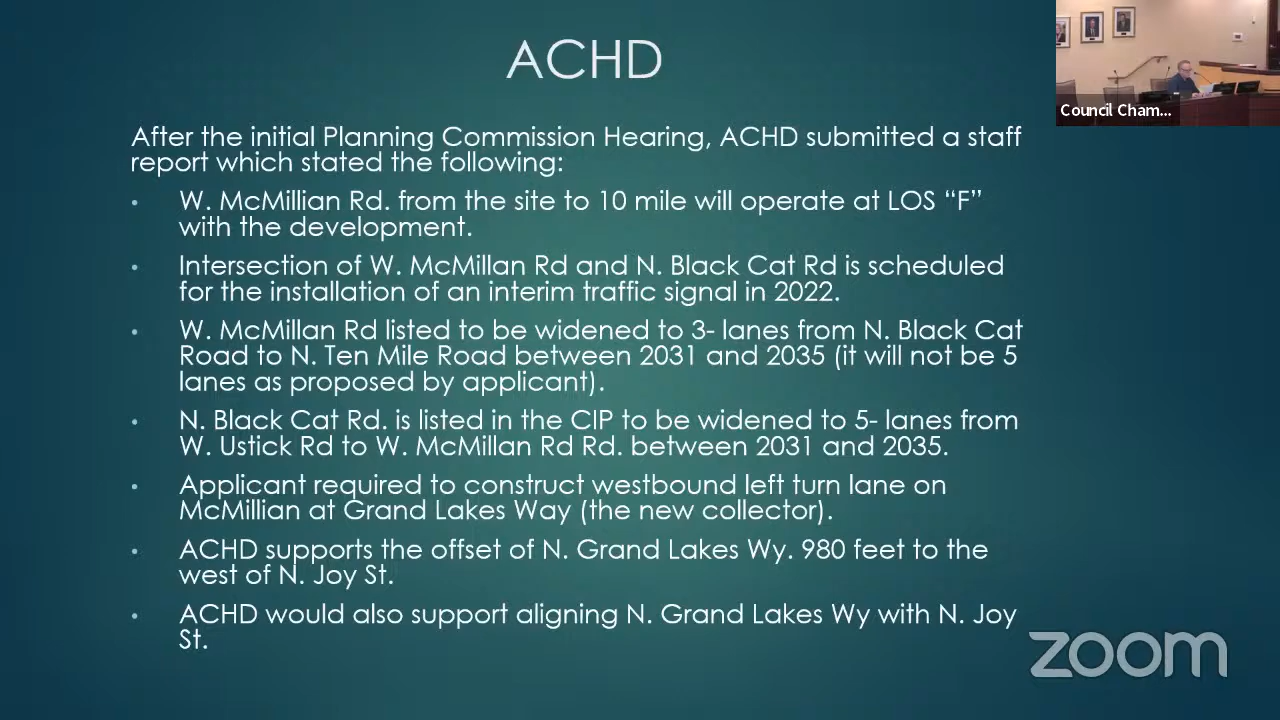 ACHD
Council Cham...
After the initial Planning Commission Hearing, ACHD submitted a staff
report which stated the following:
• W. McMillian Rd. from the site to 10 mile will operate at LOS “F”
with the development.
• Intersection of W. McMillan Rd and N. Black Cat Rd is scheduled
for the installation of an interim traffic signal in 2022.
• W. McMillan Rd listed to be widened to 3- lanes from N. Black Cat
Road to N. Ten Mile Road between 2031 and 2035 (it will not be 5
lanes as proposed by applicant).
• N. Black Cat Rd. is listed in the CIP to be widened to 5- lanes from
W. Ustick Rd to W. McMillan Rd Rd. between 2031 and 2035.
• Applicant required to construct westbound left turn lane on
McMillian at Grand Lakes Way (the new collector).
• ACHD supports the offset of N. Grand Lakes Wy. 980 feet to the
west of N. Joy St.
• ACHD would also support aligning N. Grand Lakes Wy with N. Joy
St.
zoom